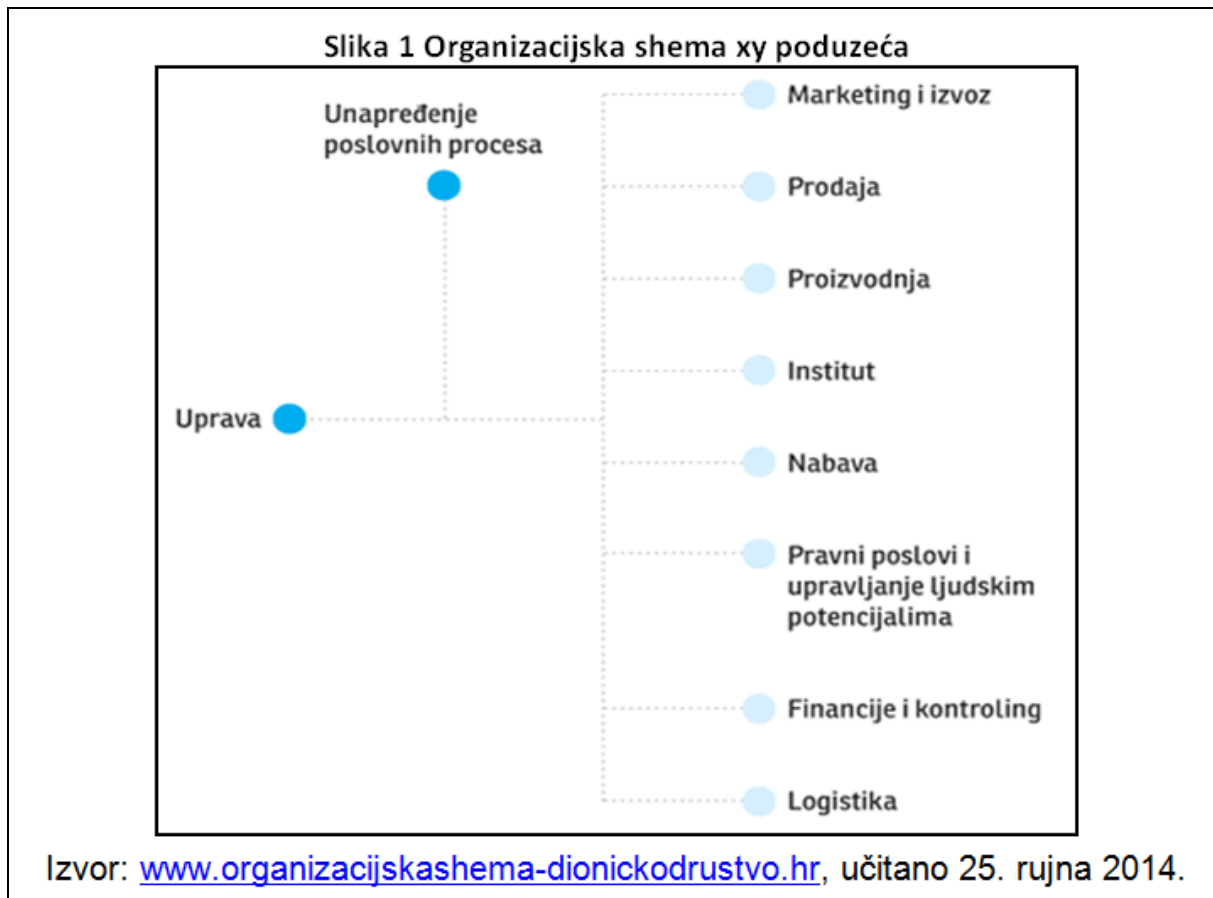 Slika 1 Organizacijska shema xy poduzeća
Unapređenje
poslovnih procesa
Uprava
Marketing i izvoz
Prodaja
Proizvodnja
Institut
Nabava
Pravni poslovi i
upravljanje ljudskim
potencijalima
Financije i kontroling
Logistika
Izvor: www.organizacijskashema-dionickodrustvo.hr, učitano 25. rujna 2014.